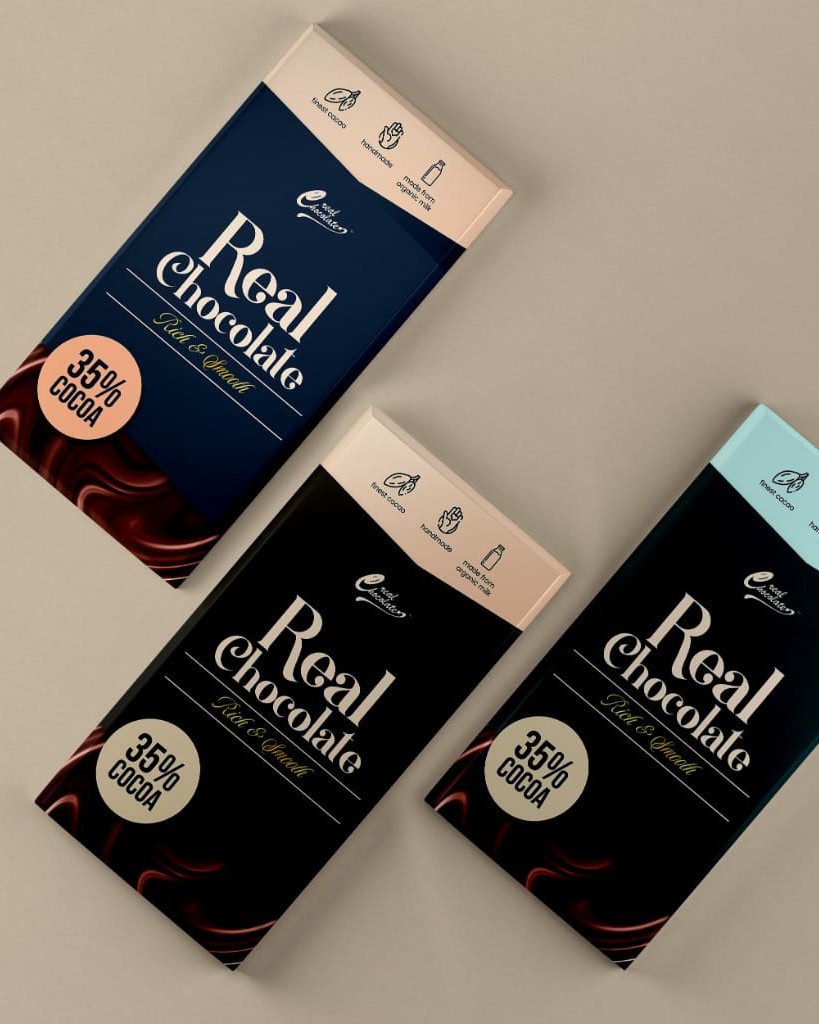 finest cacao
handmade
made from
organic milk
real
Chocolate
Real
Chocolate
Rich & Smooth
35%
COCOA
finest cacao
handmade
made from
organic milk
real
Chocolate
Real
Chocolate
Rich & Smooth
35%
COCOA
finest cacao
real
Chocolate
Real
Chocolate
Rich & Smooth
35%
COCOA